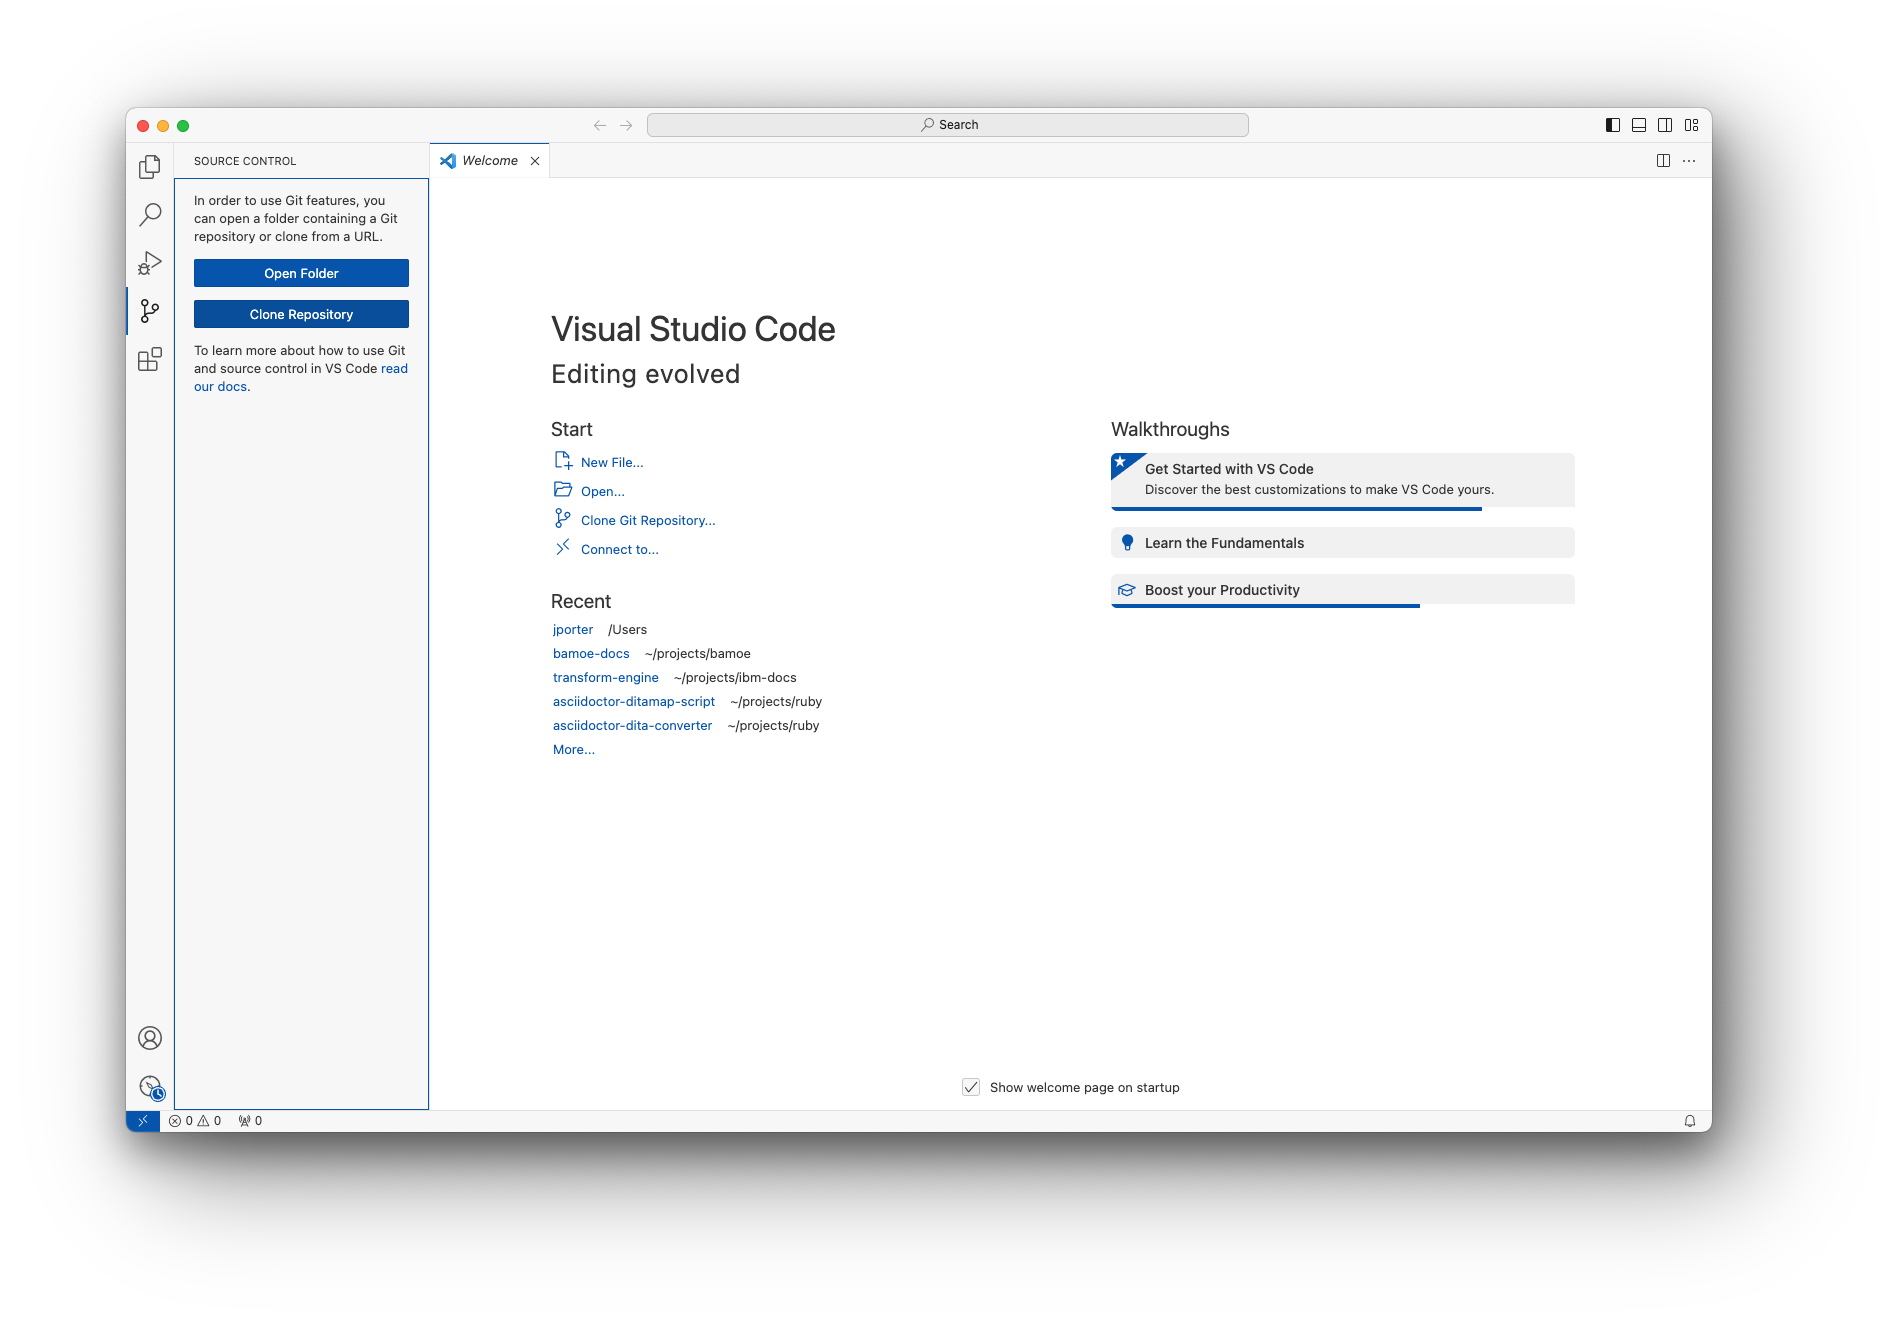 Search
SOURCE CONTROL
Welcome
In order to use Git features, you
can open a folder containing a Git
repository or clone from a URL.
Open Folder
Clone Repository
To learn more about how to use Git
and source control in VS Code read
our docs.
Visual Studio Code
Editing evolved
Start
New File...
Open...
Clone Git Repository...
Connect to...
Recent
jporter /Users
bamoe-docs ~/projects/bamoe
transform-engine ~/projects/ibm-docs
asciidoctor-ditamap-script ~/projects/ruby
asciidoctor-dita-converter ~/projects/ruby
More...
Walkthroughs
Get Started with VS Code
Discover the best customizations to make VS Code yours.
Learn the Fundamentals
Boost your Productivity
Show welcome page on startup
0 0 0